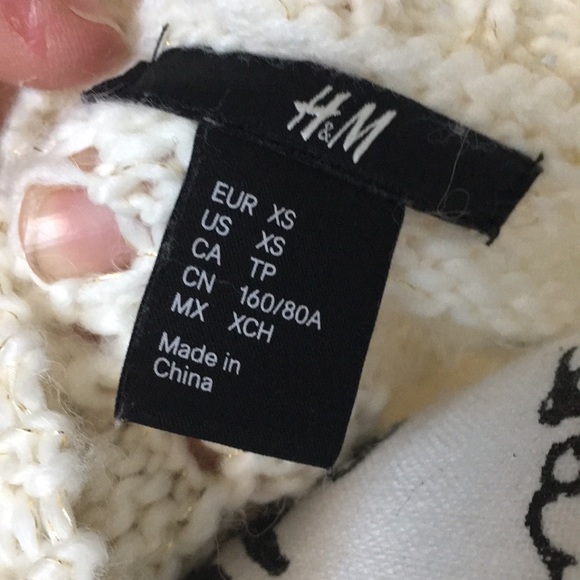 H&M
EUR XS
US XS
CA TP
CN 160/80A
MX XCH
Made in
China